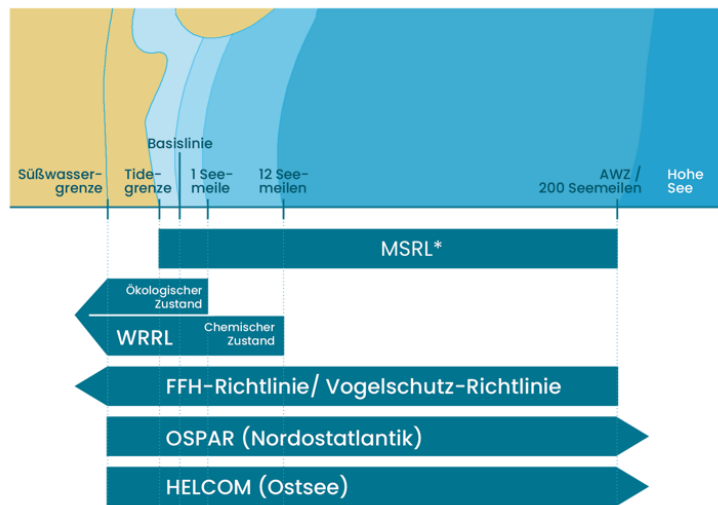 Basislinie
Süßwasser-
grenze
Tide-
grenze
1 See-
meile
12 See-
meilen
AWZ /
200 Seemeilen
Hohe
See
MSRL*
Ökologischer
Zustand
WRRL
Chemischer
Zustand
FFH-Richtlinie/ Vogelschutz-Richtlinie
OSPAR (Nordostatlantik)
HELCOM (Ostsee)